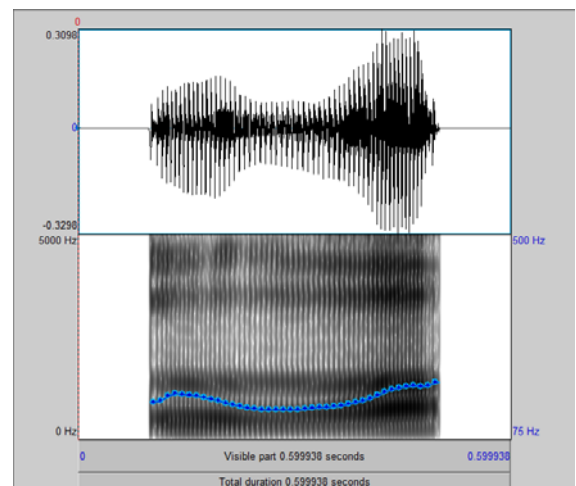 0
0.3098
0
-0.3298
5000 Hz
500 Hz
0 Hz
75 Hz
0
Visible part 0.599938 seconds
0.599938
Total duration 0.599938 seconds